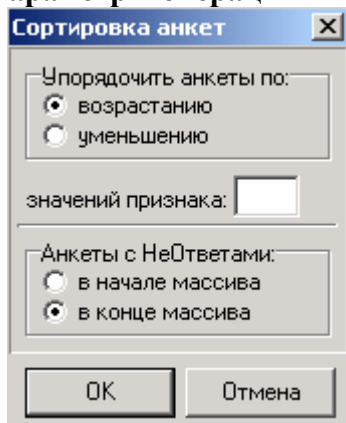 Сортировка анкет
Упорядочить анкеты по:
возрастанию
уменьшению
значений признака:
Анкеты с НеОтветами:
в начале массива
в конце массива
OK Отмена